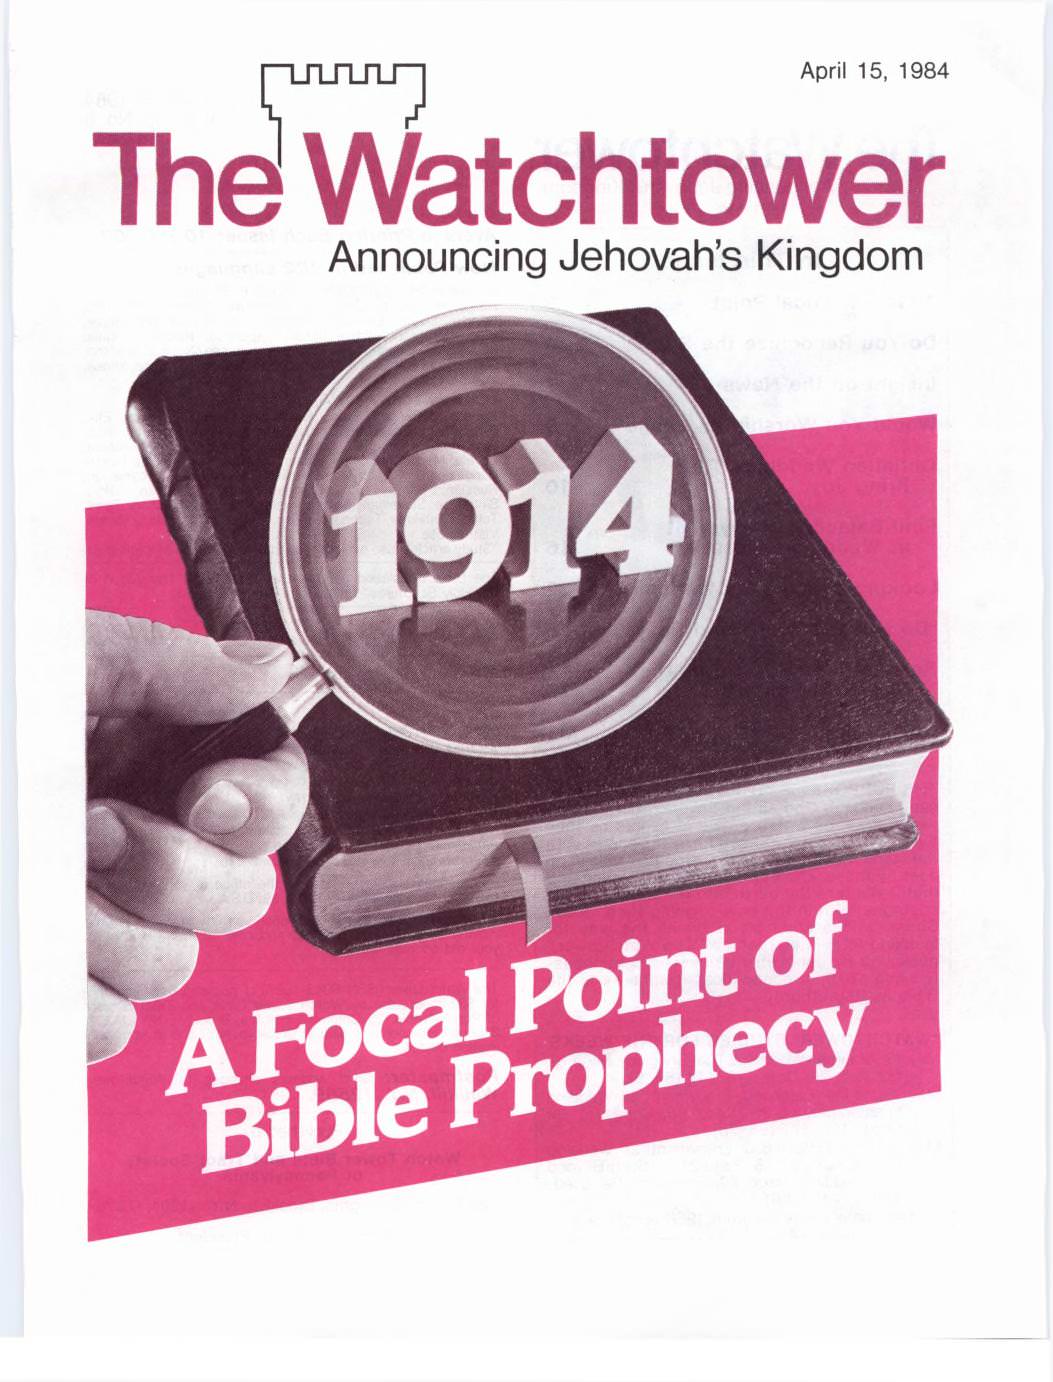 April 15, 1984
The Watchtower
Announcing Jehovah's Kingdom
1914
A Focal Point of
Bible Prophecy